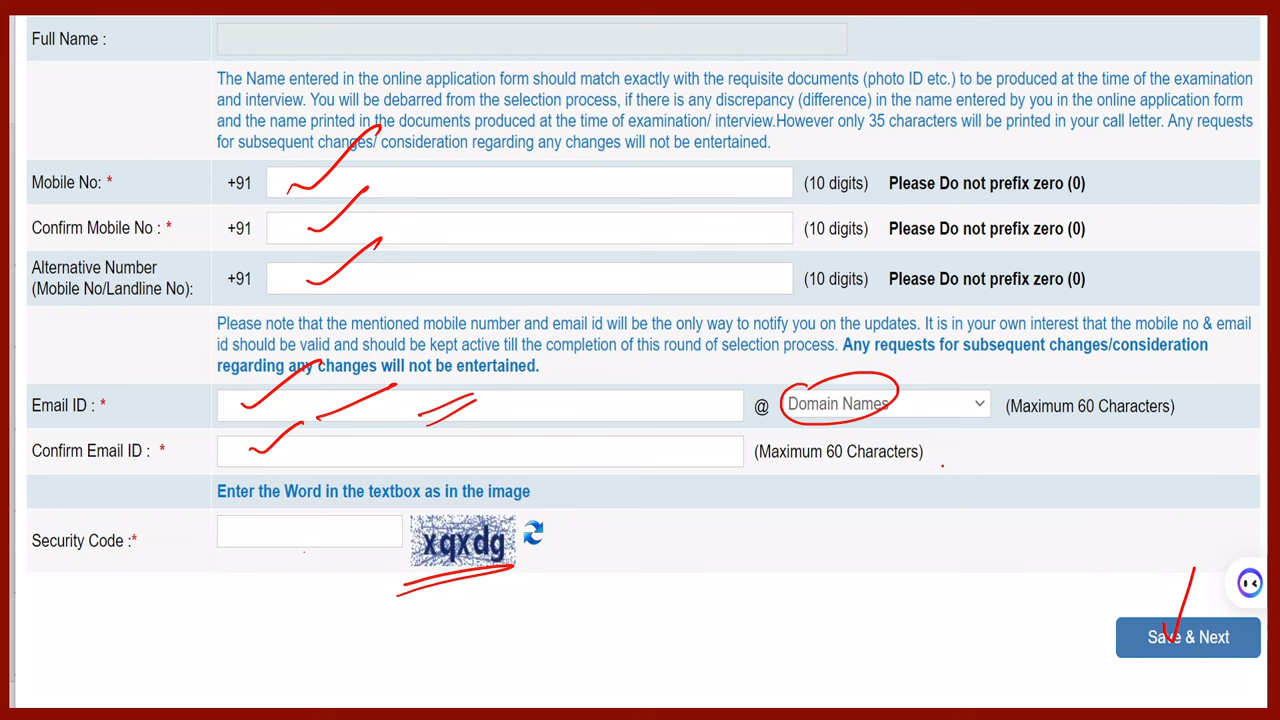 Full Name :
The Name entered in the online application form should match exactly with the requisite documents (photo ID etc.) to be produced at the time of the examination
and interview. You will be debarred from the selection process, if there is any discrepancy (difference) in the name entered by you in the online application form
and the name printed in the documents produced at the time of examination/ interview.However only 35 characters will be printed in your call letter. Any requests
for subsequent changes/ consideration regarding any changes will not be entertained.
Mobile No: * +91 (10 digits) Please Do not prefix zero (0)
Confirm Mobile No : * +91 (10 digits) Please Do not prefix zero (0)
Alternative Number
(Mobile No/Landline No): +91 (10 digits) Please Do not prefix zero (0)
Please note that the mentioned mobile number and email id will be the only way to notify you on the updates. It is in your own interest that the mobile no & email
id should be valid and should be kept active till the completion of this round of selection process. Any requests for subsequent changes/consideration
regarding any changes will not be entertained.
Email ID : * @ Domain Names (Maximum 60 Characters)
Confirm Email ID : * (Maximum 60 Characters)
Enter the Word in the textbox as in the image
Security Code :* xqxdg
Save & Next